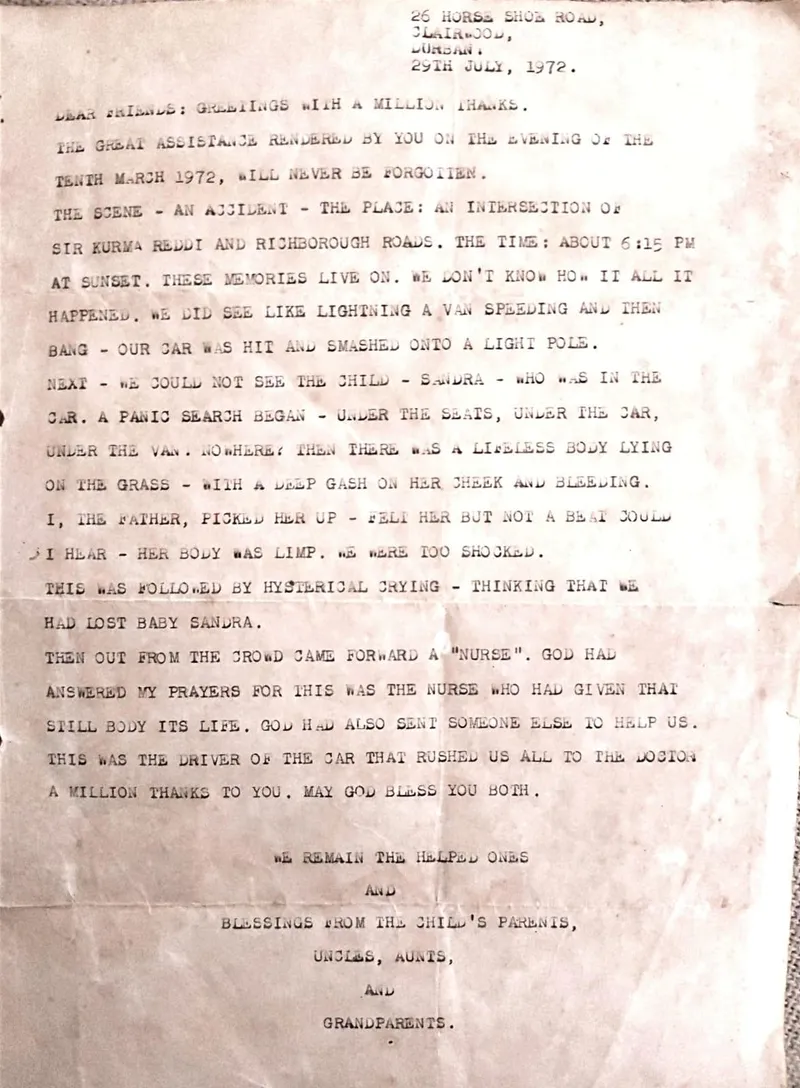 26 HORSE SHOE ROAD,
CLAIRWOOD,
DURBAN.
29TH JULY, 1972.
DEAR FRIENDS: GREETINGS WITH A MILLION THANKS.
THE GREAT ASSISTANCE RENDERED BY YOU ON THE EVENING OF THE
TENTH MARCH 1972, WILL NEVER BE FORGOTTEN.
THE SCENE - AN ACCIDENT - THE PLACE: AN INTERSECTION OF
SIR KURMA REDDI AND RICHBOROUGH ROADS. THE TIME: ABOUT 6:15 PM
AT SUNSET. THESE MEMORIES LIVE ON. WE DON'T KNOW HOW IT ALL IT
HAPPENED. WE DID SEE LIKE LIGHTNING A VAN SPEEDING AND THEN
BANG - OUR CAR WAS HIT AND SMASHED ONTO A LIGHT POLE.
NEXT - WE COULD NOT SEE THE CHILD - SANDRA - WHO WAS IN THE
CAR. A PANIC SEARCH BEGAN - UNDER THE SEATS, UNDER THE CAR,
UNDER THE VAN. NOWHERE? THEN THERE WAS A LIFELESS BODY LYING
ON THE GRASS - WITH A DEEP GASH ON HER CHEEK AND BLEEDING.
I, THE FATHER, PICKED HER UP - FELT HER BUT NOT A BEAT COULD
I HEAR - HER BODY WAS LIMP. WE WERE TOO SHOCKED.
THIS WAS FOLLOWED BY HYSTERICAL CRYING - THINKING THAT WE
HAD LOST BABY SANDRA.
THEN OUT FROM THE CROWD CAME FORWARD A "NURSE". GOD HAD
ANSWERED MY PRAYERS FOR THIS WAS THE NURSE WHO HAD GIVEN THAT
STILL BODY ITS LIFE. GOD HAD ALSO SENT SOMEONE ELSE TO HELP US.
THIS WAS THE DRIVER OF THE CAR THAT RUSHED US ALL TO THE DOCTOR
A MILLION THANKS TO YOU. MAY GOD BLESS YOU BOTH.
WE REMAIN THE HELPED ONES
AND
BLESSINGS FROM THE CHILD'S PARENTS,
UNCLES, AUNTS,
AND
GRANDPARENTS.